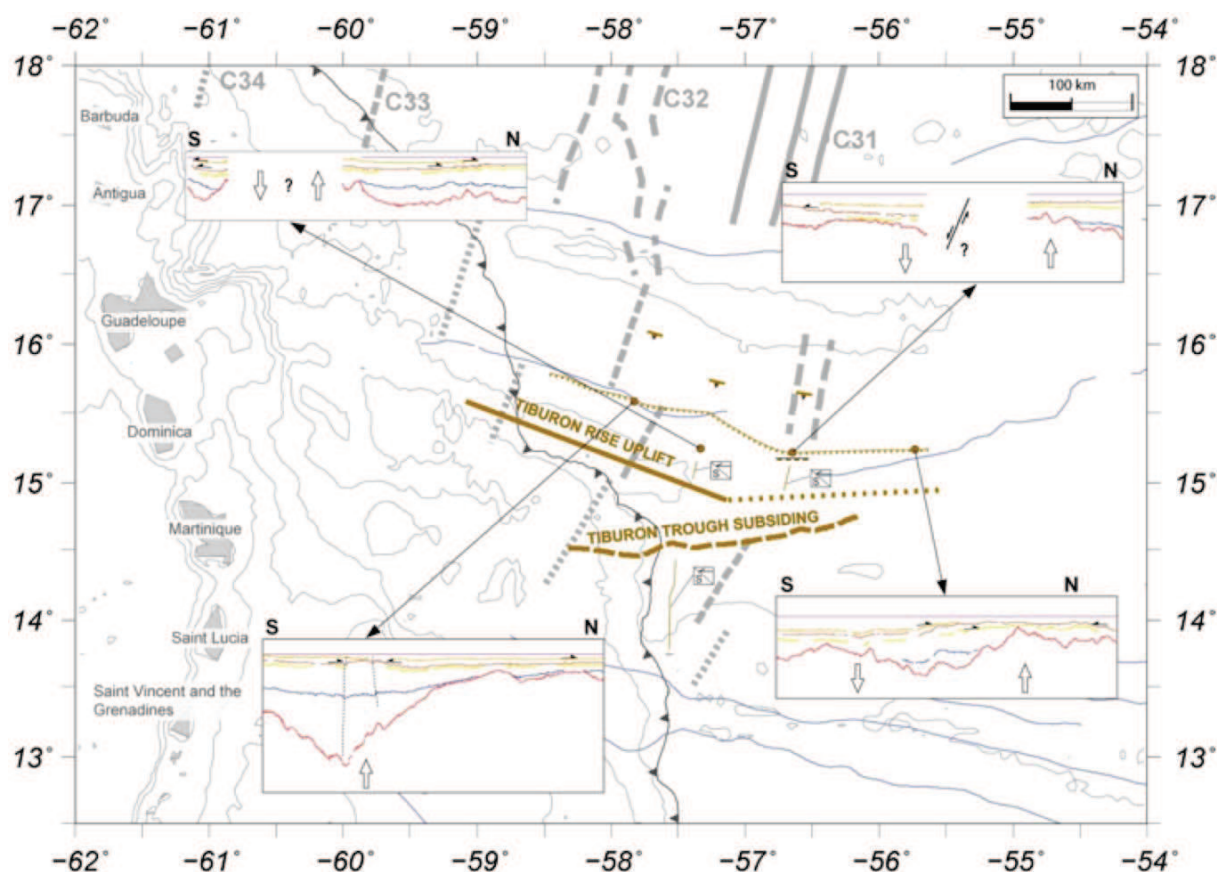 −62˚ −61˚ −60˚ −59˚ −58˚ −57˚ −56˚ −55˚ −54˚
18˚ 18˚
C34
C33
C32
C31
100 km
Barbuda
S N
?
S N
?
Antigua
17˚ 17˚
Guadeloupe
16˚ 16˚
Dominica
TIBURON RISE UPLIFT
S
S
15˚ 15˚
Martinique
TIBURON TROUGH SUBSIDING
S
14˚ 14˚
Saint Lucia
S N
S N
Saint Vincent and the
Grenadines
13˚ 13˚
−62˚ −61˚ −60˚ −59˚ −58˚ −57˚ −56˚ −55˚ −54˚